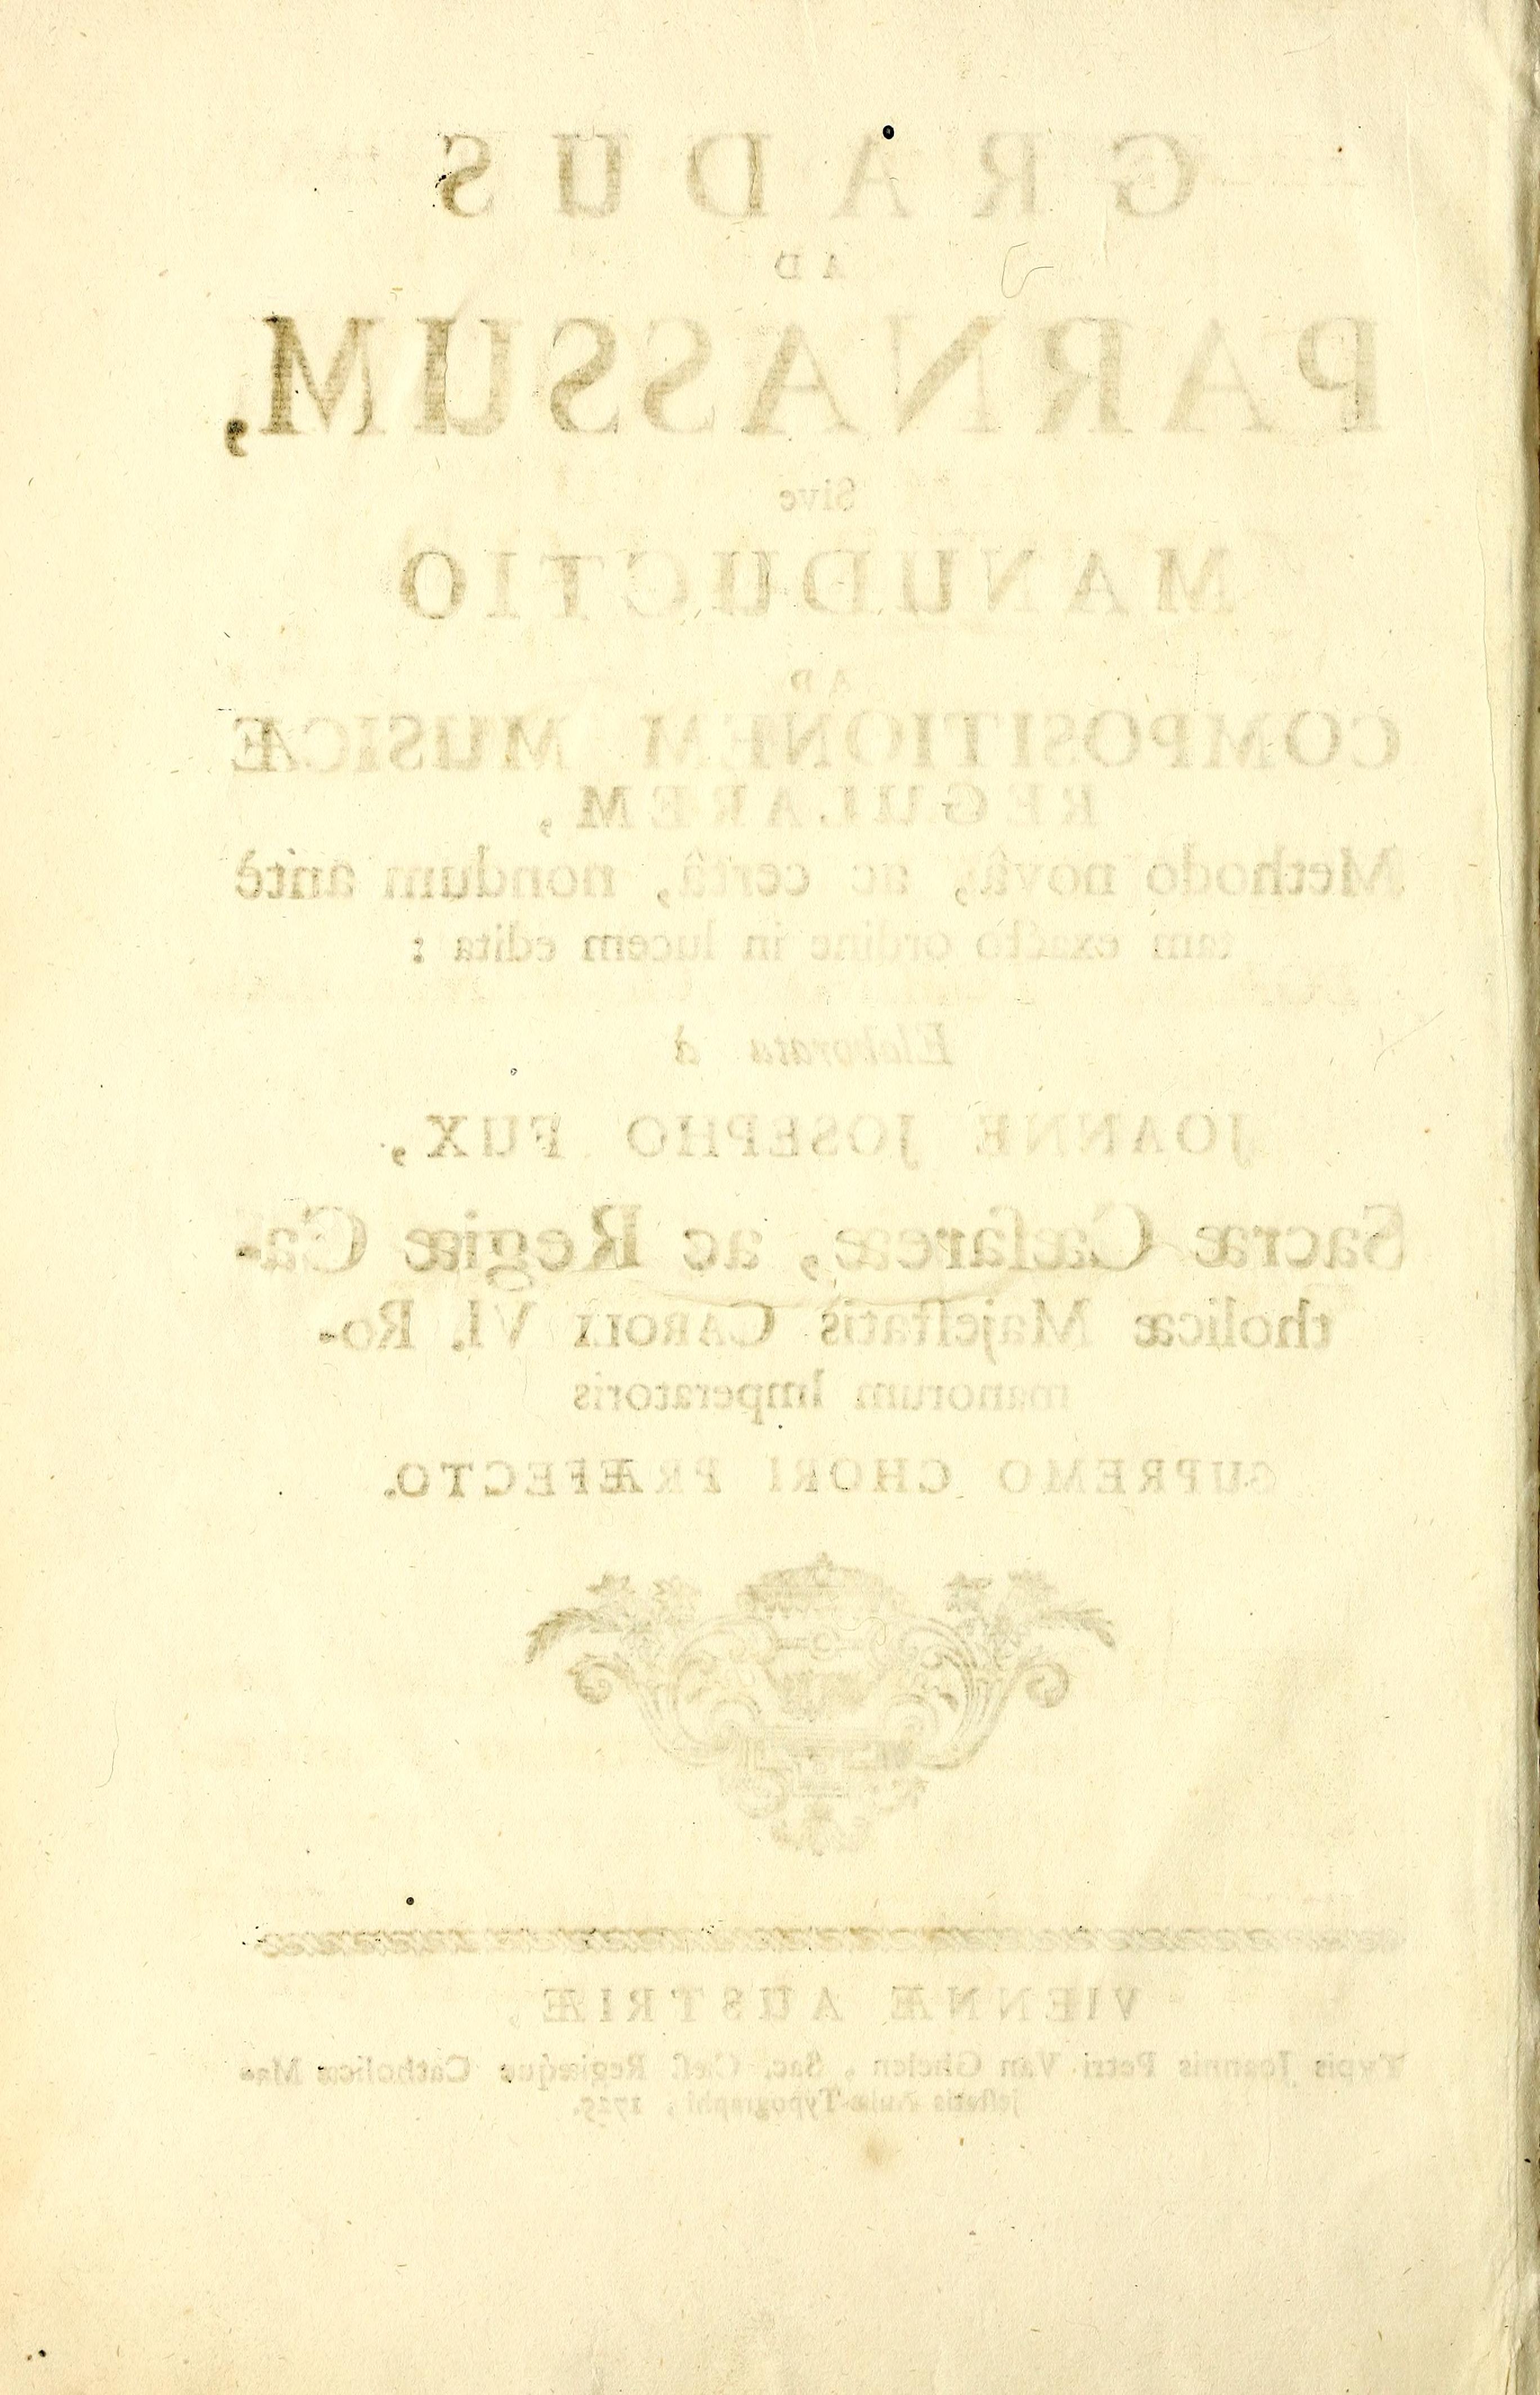 GRADUS
AD
PARNASSUM,
Sive
MANUDUCTIO
AD
COMPOSITIONEM MUSICÆ
REGULAREM,
Methodo novâ, ac certâ, nondum antè
tam exacto ordine in lucem edita:
Elaborata à
JOANNE JOSEPHO FUX,
Sacræ Cæſareæ, ac Regiæ Ca-
tholicæ Majeſtatis CAROLI VI. Ro-
manorum Imperatoris
SUPREMO CHORI PRÆFECTO.
VIENNÆ AUSTRIÆ,
Typis Joannis Petri Van Ghelen, Sac. Cæſ. Regiæque Catholicæ Ma-
jeſtatis Aulæ-Typographi, 1725.